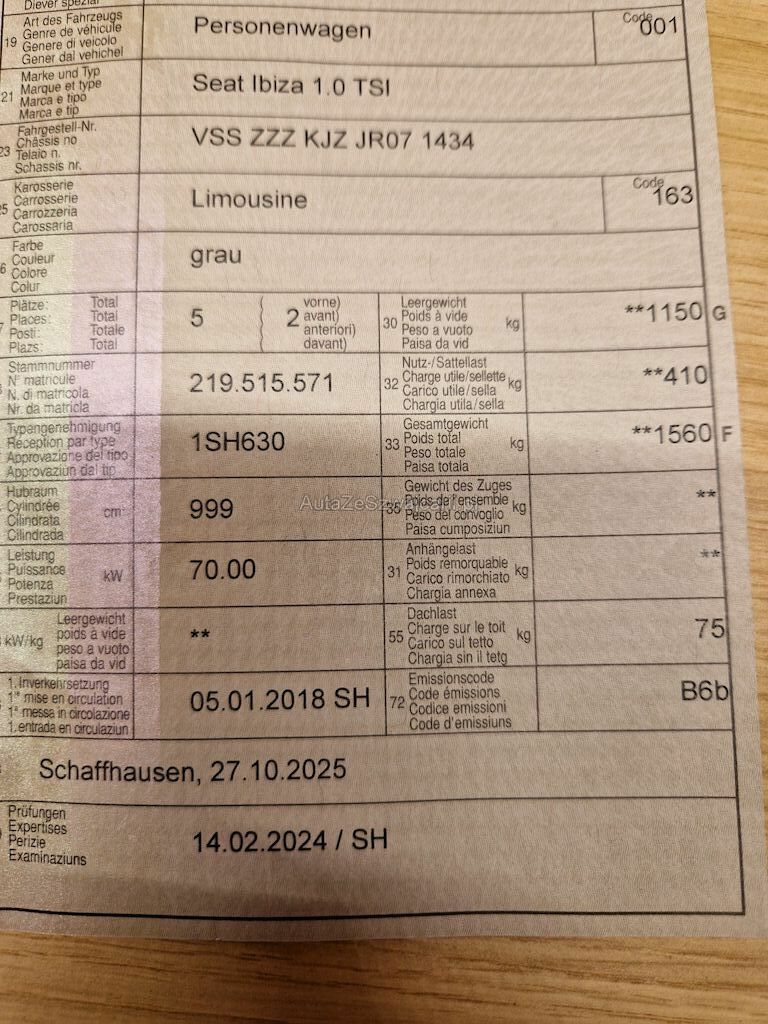 Diever spezial
19 Art des Fahrzeugs
Genre de véhicule
Genere di veicolo
Gener dal vehichel
Personenwagen
Code
001
21 Marke und Typ
Marque et type
Marca e tipo
Marca e tip
Seat Ibiza 1.0 TSI
23 Fahrgestell-Nr.
Châssis no
Telaio n.
Schassis nr.
VSS ZZZ KJZ JR07 1434
25 Karosserie
Carrosserie
Carrozzeria
Carossaria
Limousine
Code
163
6 Farbe
Couleur
Colore
Colur
grau
7 Plätze: Total
Places: Total
Posti: Totale
Plazs: Total
5
( 2 vorne)
( avant)
( anteriori)
( davant)
30 Leergewicht
Poids à vide
Peso a vuoto
Paisa da vid
kg
**1150 G
Stammnummer
N° matricule
N. di matricola
Nr. da matricla
219.515.571
32 Nutz-/Sattellast
Charge utile/sellette
Carico utile/sella
Chargia utila/sella
kg
**410
Typengenehmigung
Réception par type
Approvazione del tipo
Approvaziun dal tip
1SH630
33 Gesamtgewicht
Poids total
Peso totale
Paisa totala
kg
**1560 F
Hubraum
Cylindrée
Cilindrata
Cilindrada
cm³
999
35 Gewicht des Zuges
Poids de l'ensemble
Peso del convoglio
Paisa cumposiziun
kg
**
Leistung
Puissance
Potenza
Prestaziun
kW
70.00
31 Anhängelast
Poids remorquable
Carico rimorchiato
Chargia annexa
kg
**
kW/kg
Leergewicht
poids à vide
peso a vuoto
paisa da vid
**
55 Dachlast
Charge sur le toit
Carico sul tetto
Chargia sin il tetg
kg
75
1. Inverkehrsetzung
1re mise en circulation
1a messa in circolazione
1. entrada en circulaziun
05.01.2018 SH
72 Emissionscode
Code émissions
Codice emissioni
Code d'emissiuns
B6b
Schaffhausen, 27.10.2025
Prüfungen
Expertises
Perizie
Examinaziuns
14.02.2024 / SH